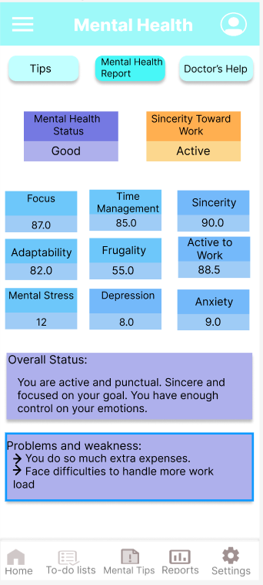 Mental Health
Tips
Mental Health
Report
Doctor's Help
Mental Health
Status
Good
Sincerity Toward
Work
Active
Focus
87.0
Time
Management
85.0
Sincerity
90.0
Adaptability
82.0
Frugality
55.0
Active to
Work
88.5
Mental Stress
12
Depression
8.0
Anxiety
9.0
Overall Status:
You are active and punctual. Sincere and
focused on your goal. You have enough
control on your emotions.
Problems and weakness:
→ You do so much extra expenses.
→ Face difficulties to handle more work
load
Home
To-do lists
Mental Tips
Reports
Settings